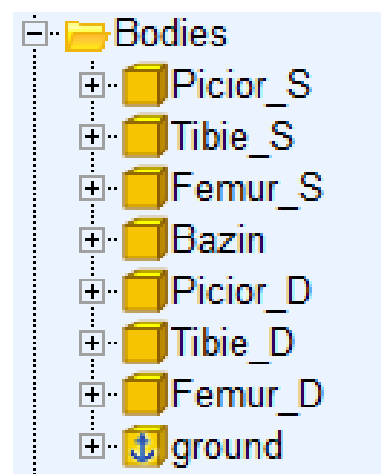 Bodies
Picior_S
Tibie_S
Femur_S
Bazin
Picior_D
Tibie_D
Femur_D
ground